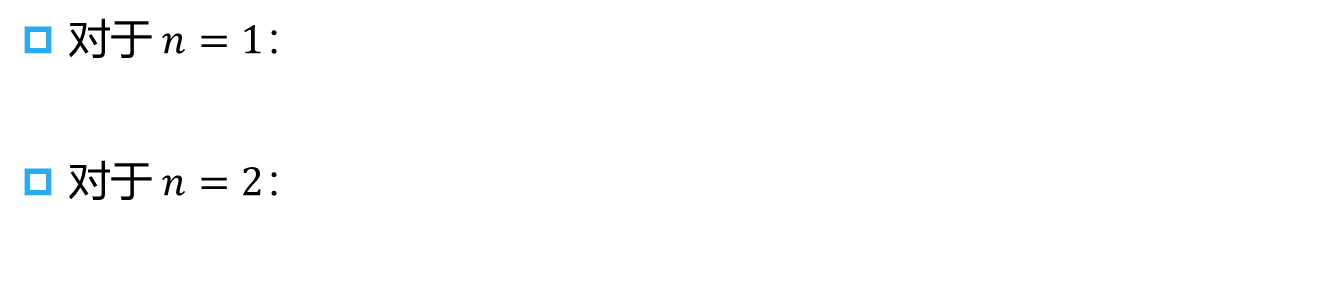 对于 n = 1：
对于 n = 2：